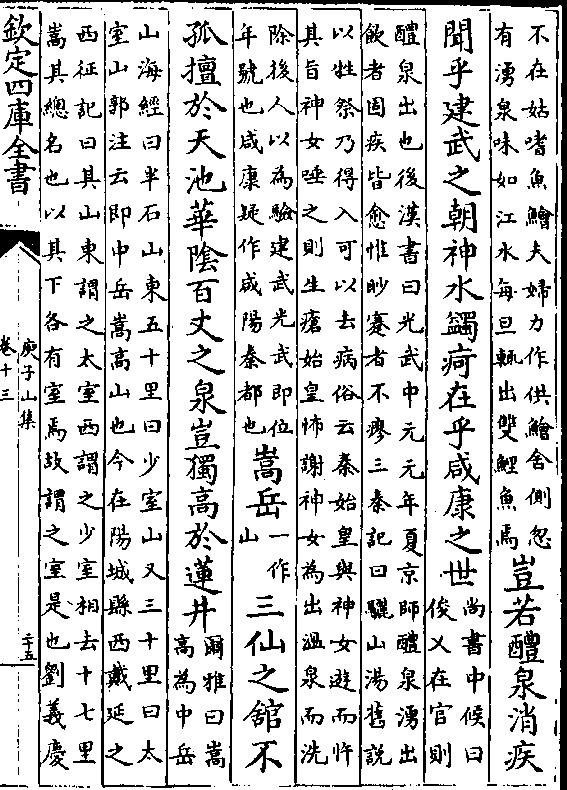 不在姑嗜魚鱠夫婦力作供鱠舍側忽
有湧泉味如江水每旦輒出雙鯉魚焉
豈若醴泉消疾
聞乎建武之朝神水蠲疴在乎咸康之世
尚書中候曰
俊乂在官則
醴泉出也後漢書曰光武中元元年夏京師醴泉湧出
飲者固疾皆愈惟眇蹇者不瘳三秦記曰驪山湯舊說
以牲祭乃得入可以去病俗云秦始皇與神女遊而忤
其旨神女唾之則生瘡始皇怖謝神女為出溫泉而洗
除後人以為驗建武光武即位
年號也咸康疑作咸陽秦都也
嵩岳
一作
山
三仙之舘不
孤擅於天池華陰百丈之泉豈獨高於蓮井
爾雅曰嵩
高為中岳
山海經曰半石山東五十里曰少室山又三十里曰太
室山郭注云即中岳嵩高山也今在陽城縣西戴延之
西征記曰其山東謂之太室西謂之少室相去十七里
嵩其總名也以其下各有室焉故謂之室是也劉義慶
欽定四庫全書
庾子山集
卷十三
二十五